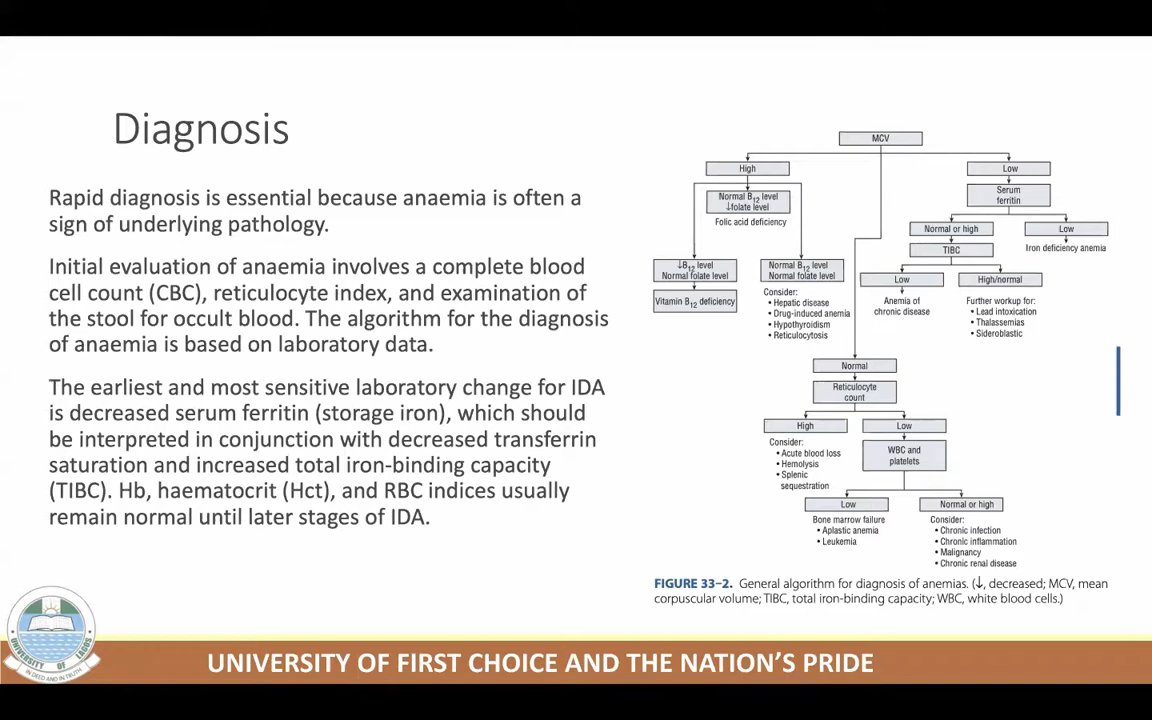 Diagnosis
Rapid diagnosis is essential because anaemia is often a
sign of underlying pathology.
Initial evaluation of anaemia involves a complete blood
cell count (CBC), reticulocyte index, and examination of
the stool for occult blood. The algorithm for the diagnosis
of anaemia is based on laboratory data.
The earliest and most sensitive laboratory change for IDA
is decreased serum ferritin (storage iron), which should
be interpreted in conjunction with decreased transferrin
saturation and increased total iron-binding capacity
(TIBC). Hb, haematocrit (Hct), and RBC indices usually
remain normal until later stages of IDA.
MCV
High
Normal B12 level
↓folate level
Folic acid deficiency
↓B12 level
Normal folate level
Vitamin B12 deficiency
Normal B12 level
Normal folate level
Consider:
• Hepatic disease
• Drug-induced anemia
• Hypothyroidism
• Reticulocytosis
Low
Serum
ferritin
Normal or high
TIBC
Low
Iron deficiency anemia
Low
Anemia of
chronic disease
High/normal
Further workup for:
• Lead intoxication
• Thalassemias
• Sideroblastic
Normal
Reticulocyte
count
High
Consider:
• Acute blood loss
• Hemolysis
• Splenic
sequestration
Low
WBC and
platelets
Low
Bone marrow failure
• Aplastic anemia
• Leukemia
Normal or high
Consider:
• Chronic infection
• Chronic inflammation
• Malignancy
• Chronic renal disease
FIGURE 33–2. General algorithm for diagnosis of anemias. (↓, decreased; MCV, mean
corpuscular volume; TIBC, total iron-binding capacity; WBC, white blood cells.)
UNIVERSITY OF LAGOS
IN DEED AND IN TRUTH
UNIVERSITY OF FIRST CHOICE AND THE NATION'S PRIDE